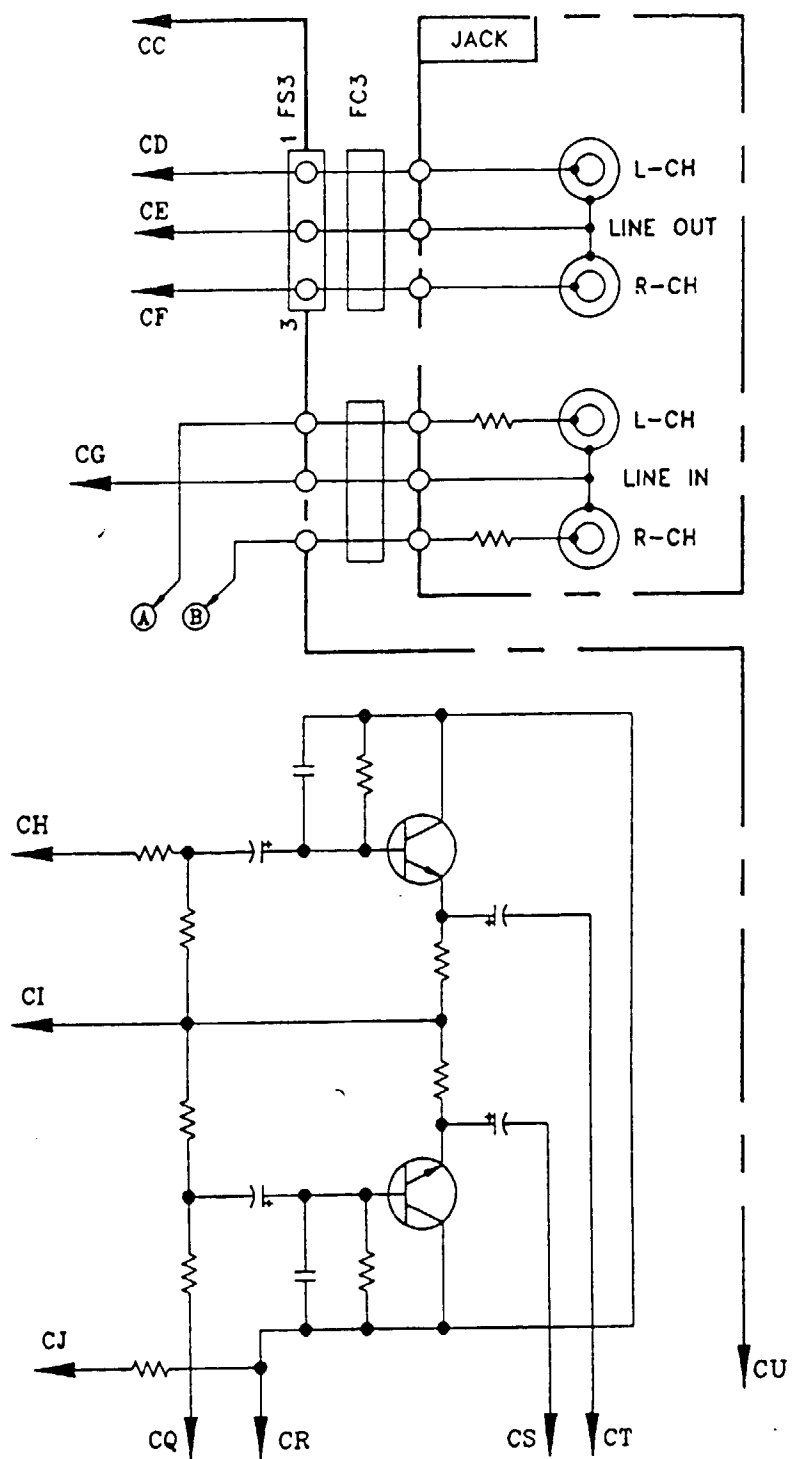 CC
JACK
1 FS3
FC3
CD
L-CH
CE
LINE OUT
CF
R-CH
3
L-CH
CG
LINE IN
R-CH
A
B
CH
+
+
CI
+
+
CJ
CU
CQ
CR
CS
CT